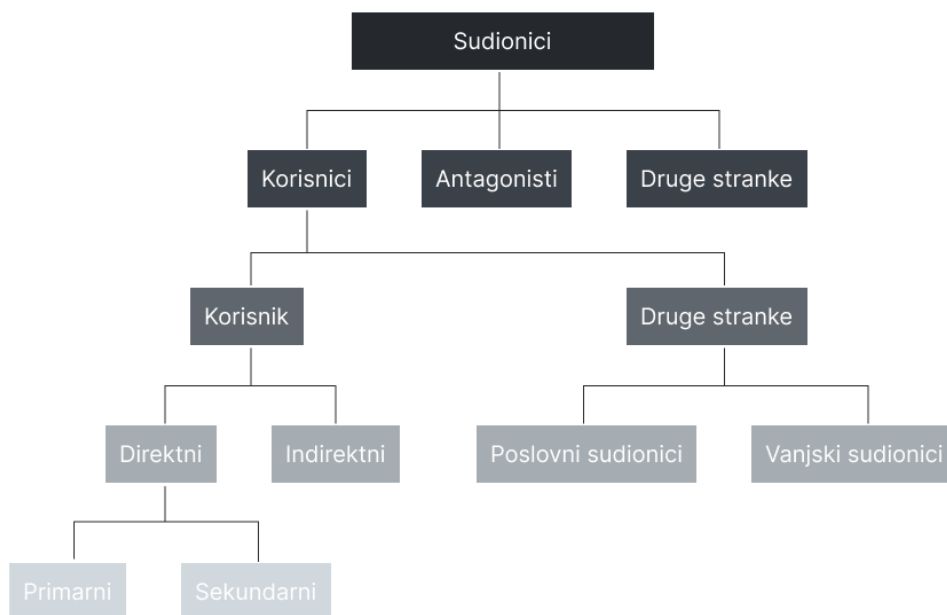 Sudionici
Korisnici
Antagonisti
Druge stranke
Korisnik
Druge stranke
Direktni
Indirektni
Poslovni sudionici
Vanjski sudionici
Primarni
Sekundarni